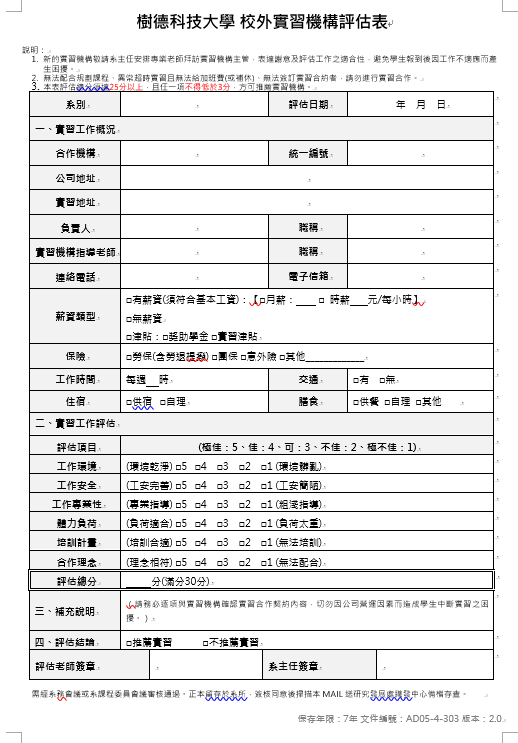 樹德科技大學 校外實習機構評估表
說明：
1. 新的實習機構敬請系主任安排專業老師拜訪實習機構主管，表達謝意及評估工作之適合性，避免學生報到後因工作不適應而產
生困擾。
2. 無法配合規劃課程、異常超時實習且無法給加班費(或補休)、無法簽訂實習合約者，請勿進行實習合作。
3. 本表評估總分須達25分以上，且任一項不得低於3分，方可推薦實習機構。
系別 評估日期 年 月 日
一、實習工作概況
合作機構 統一編號
公司地址
實習地址
負責人 職稱
實習機構指導老師 職稱
連絡電話 電子信箱
薪資類型 □有薪資(須符合基本工資)：【□月薪：____ □ 時薪____元/每小時】
□無薪資
□津貼：□獎助學金 □實習津貼
保險 □勞保(含勞退提撥) □團保 □意外險 □其他____________
工作時間 每週___時 交通 □有 □無
住宿 □供宿 □自理 膳食 □供餐 □自理 □其他
二、實習工作評估
評估項目 (極佳：5、佳：4、可：3、不佳：2、極不佳：1)
工作環境 (環境乾淨) □5 □4 □3 □2 □1 (環境髒亂)
工作安全 (工安完善) □5 □4 □3 □2 □1 (工安簡陋)
工作專業性 (專業指導) □5 □4 □3 □2 □1 (粗淺指導)
體力負荷 (負荷適合) □5 □4 □3 □2 □1 (負荷太重)
培訓計畫 (培訓合適) □5 □4 □3 □2 □1 (無法培訓)
合作理念 (理念相符) □5 □4 □3 □2 □1 (無法配合)
評估總分 _____分(滿分30分)
三、補充說明 （請務必逐項與實習機構確認實習合作契約內容，切勿因公司營運因素而造成學生中斷實習之困
擾。）
四、評估結論 □推薦實習 □不推薦實習
評估老師簽章 系主任簽章
需經系務會議或系課程委員會議審核通過。正本留存於系所，簽核同意後掃描本 MAIL 送研究發展處職發中心備檔存查。
保存年限：7年 文件編號：AD05-4-303 版本：2.0